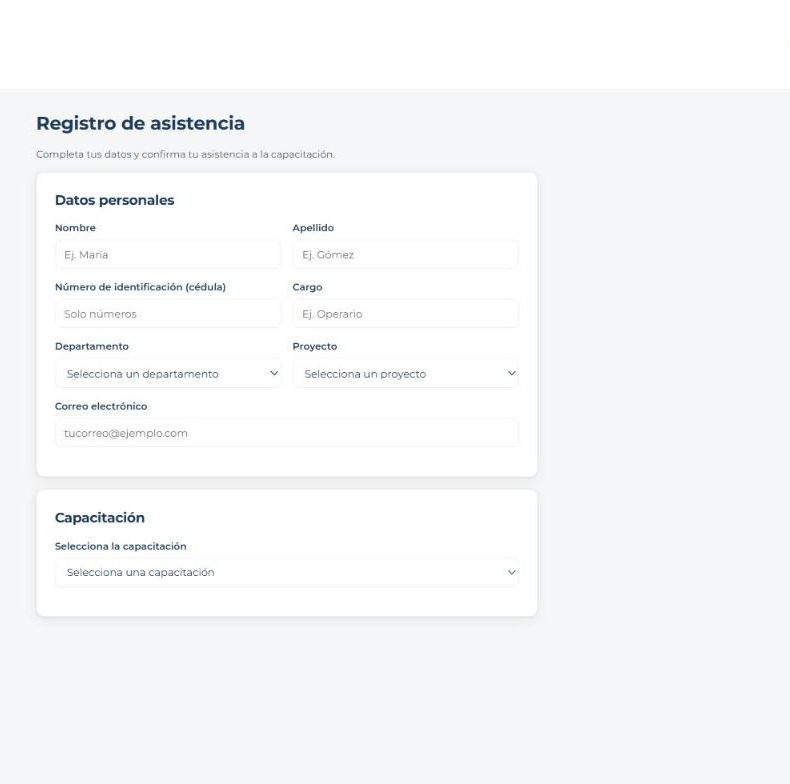 Registro de asistencia
Completa tus datos y confirma tu asistencia a la capacitación.
Datos personales
Nombre
Apellido
Ej. María
Ej. Gómez
Número de identificación (cédula)
Cargo
Solo números
Ej. Operario
Departamento
Proyecto
Selecciona un departamento
Selecciona un proyecto
Correo electrónico
tucorreo@ejemplo.com
Capacitación
Selecciona la capacitación
Selecciona una capacitación